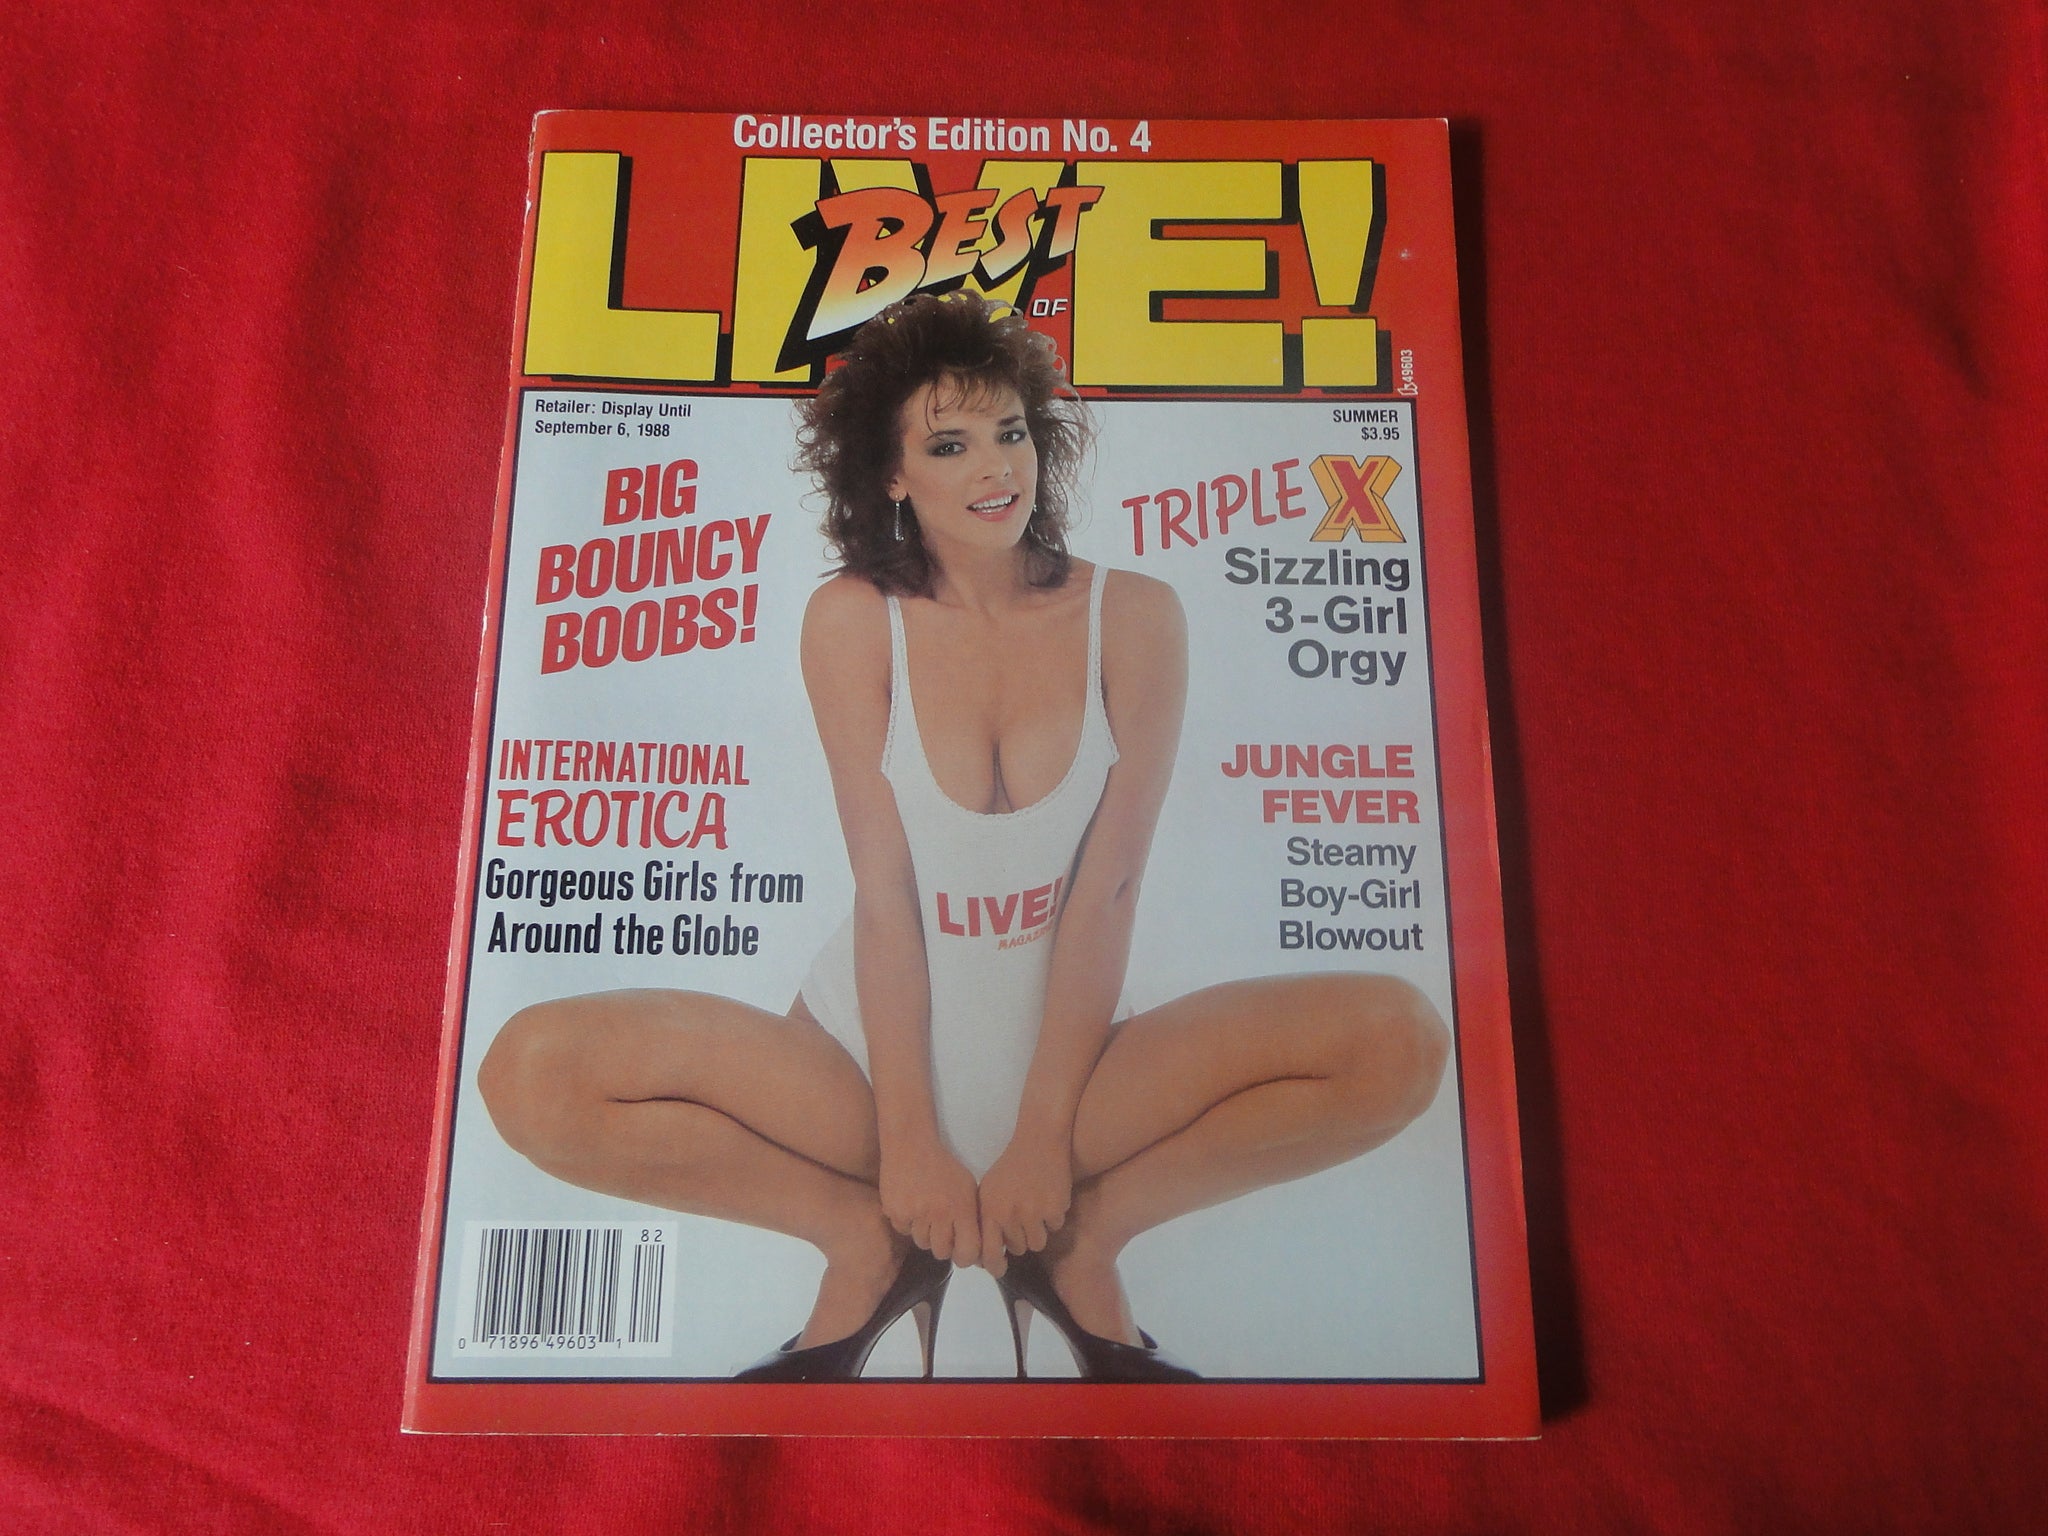 Collector's Edition No. 4
BEST
OF
LIVE!
49603
Retailer: Display Until
September 6, 1988
SUMMER
$3.95
BIG
BOUNCY
BOOBS!
TRIPLE X
Sizzling
3-Girl
Orgy
INTERNATIONAL
EROTICA
Gorgeous Girls from
Around the Globe
JUNGLE
FEVER
Steamy
Boy-Girl
Blowout
LIVE!
82
0 71896 49603 1